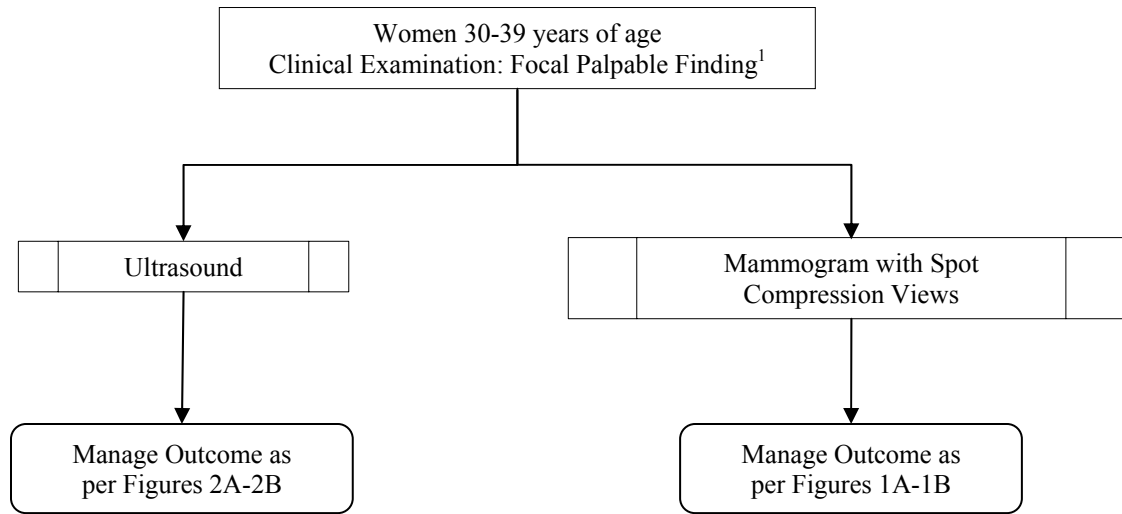 Women 30-39 years of age
Clinical Examination: Focal Palpable Finding¹
Ultrasound
Mammogram with Spot
Compression Views
Manage Outcome as
per Figures 2A-2B
Manage Outcome as
per Figures 1A-1B